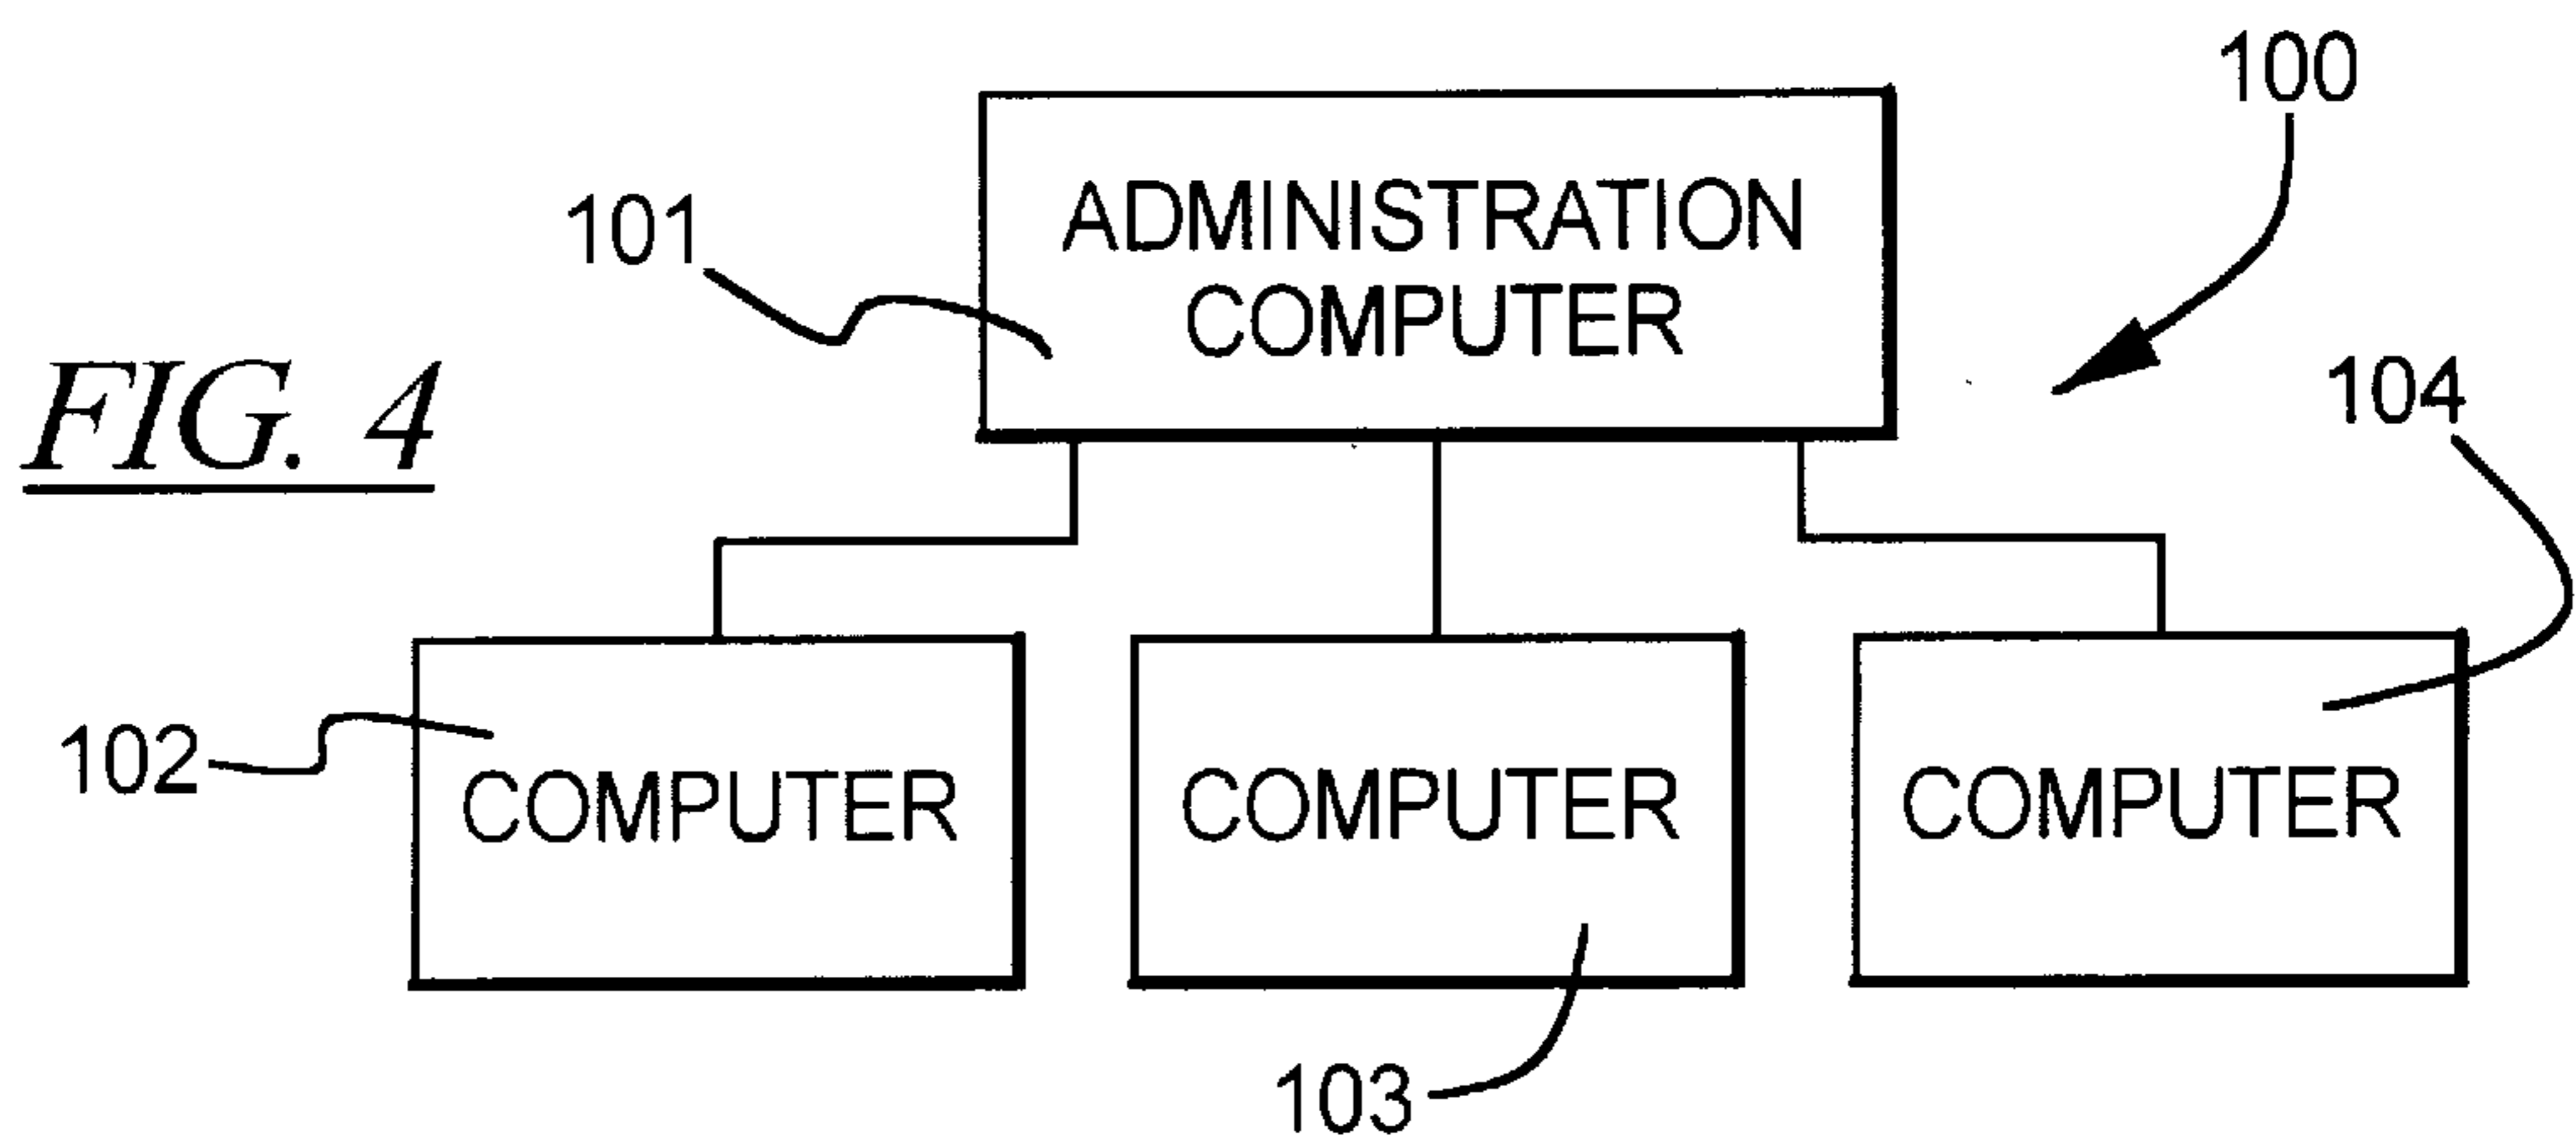 100
ADMINISTRATION
COMPUTER
101
FIG. 4
104
102
COMPUTER
COMPUTER
COMPUTER
103